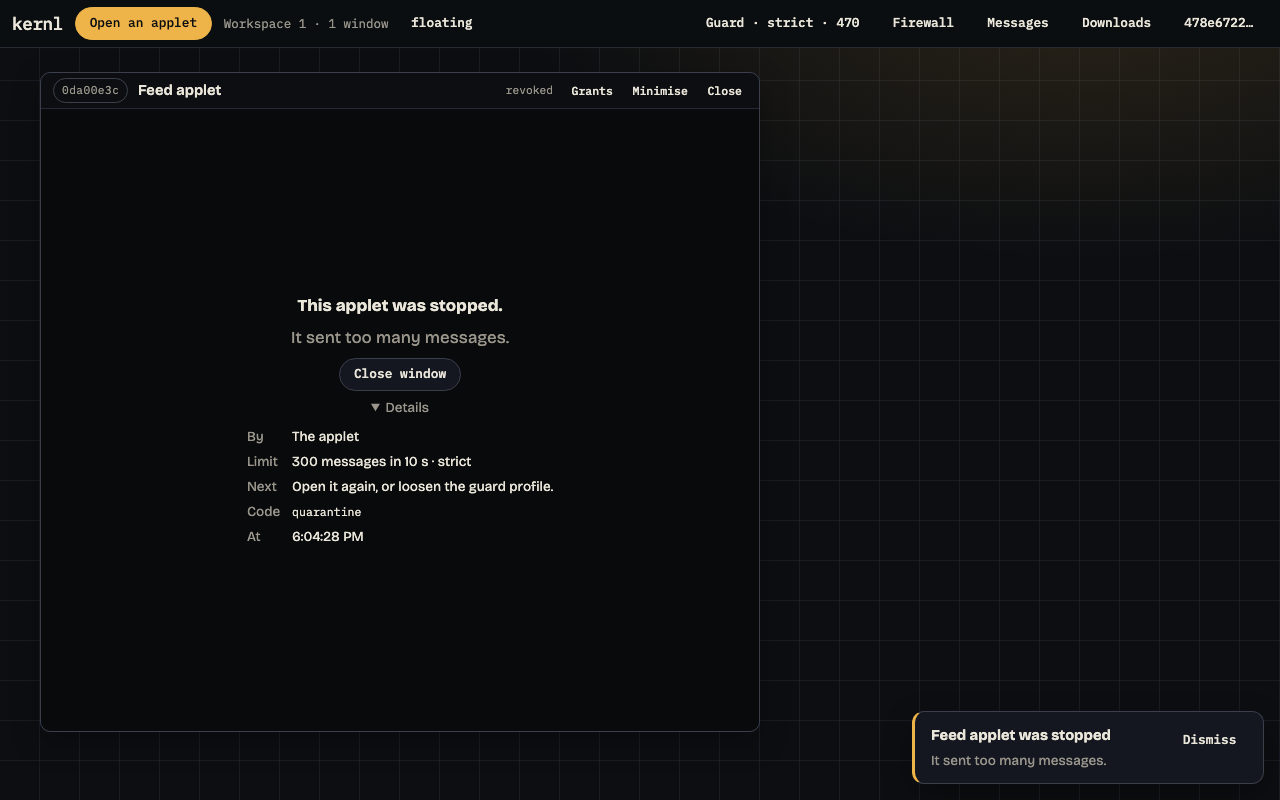 kernl
Open an applet
Workspace 1 · 1 window
floating
Guard · strict · 470
Firewall
Messages
Downloads
478e6722…
0da00e3c
Feed applet
revoked
Grants
Minimise
Close
This applet was stopped.
It sent too many messages.
Close window
▼ Details
By The applet
Limit 300 messages in 10 s · strict
Next Open it again, or loosen the guard profile.
Code quarantine
At 6:04:28 PM
Feed applet was stopped
Dismiss
It sent too many messages.